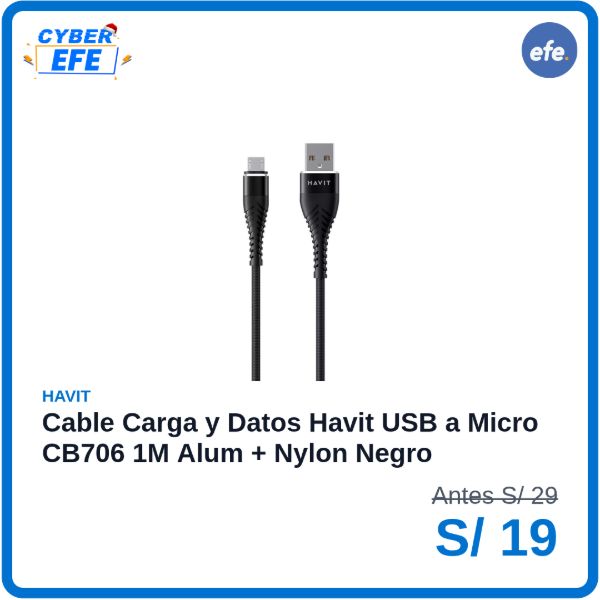 CYBER
EFE
efe.
HAVIT
HAVIT
Cable Carga y Datos Havit USB a Micro
CB706 1M Alum + Nylon Negro
Antes S/ 29
S/ 19